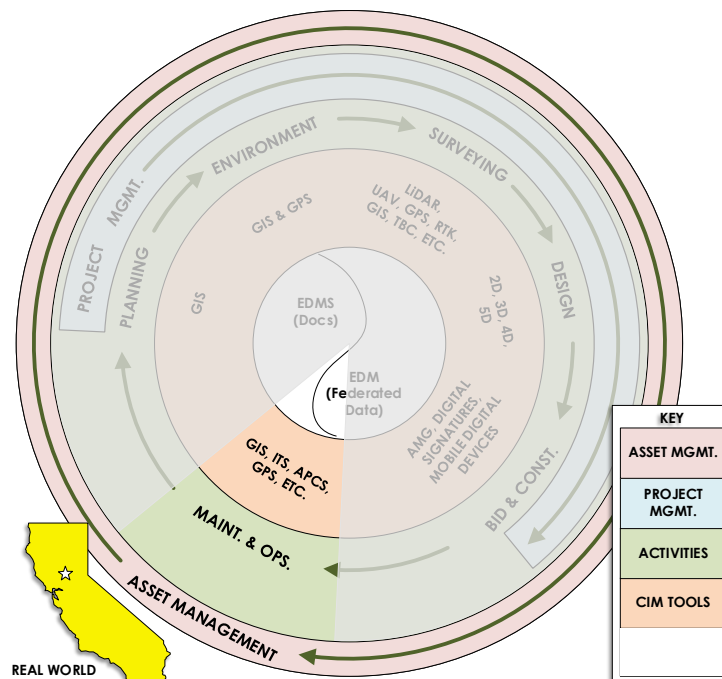 ENVIRONMENT
SURVEYING
PROJECT MGMT.
PLANNING
DESIGN
BID & CONST.
MAINT. & OPS.
ASSET MANAGEMENT
GIS & GPS
LiDAR,
UAV, GPS, RTK.
GIS, TBC, ETC.
GIS
2D, 3D, 4D,
5D
EDMS
(Docs)
EDM
(Federated
Data)
AMG, DIGITAL
SIGNATURES,
MOBILE DIGITAL
DEVICES
GIS, ITS, APCS,
GPS, ETC.
KEY
ASSET MGMT.
PROJECT
MGMT.
ACTIVITIES
CIM TOOLS
REAL WORLD